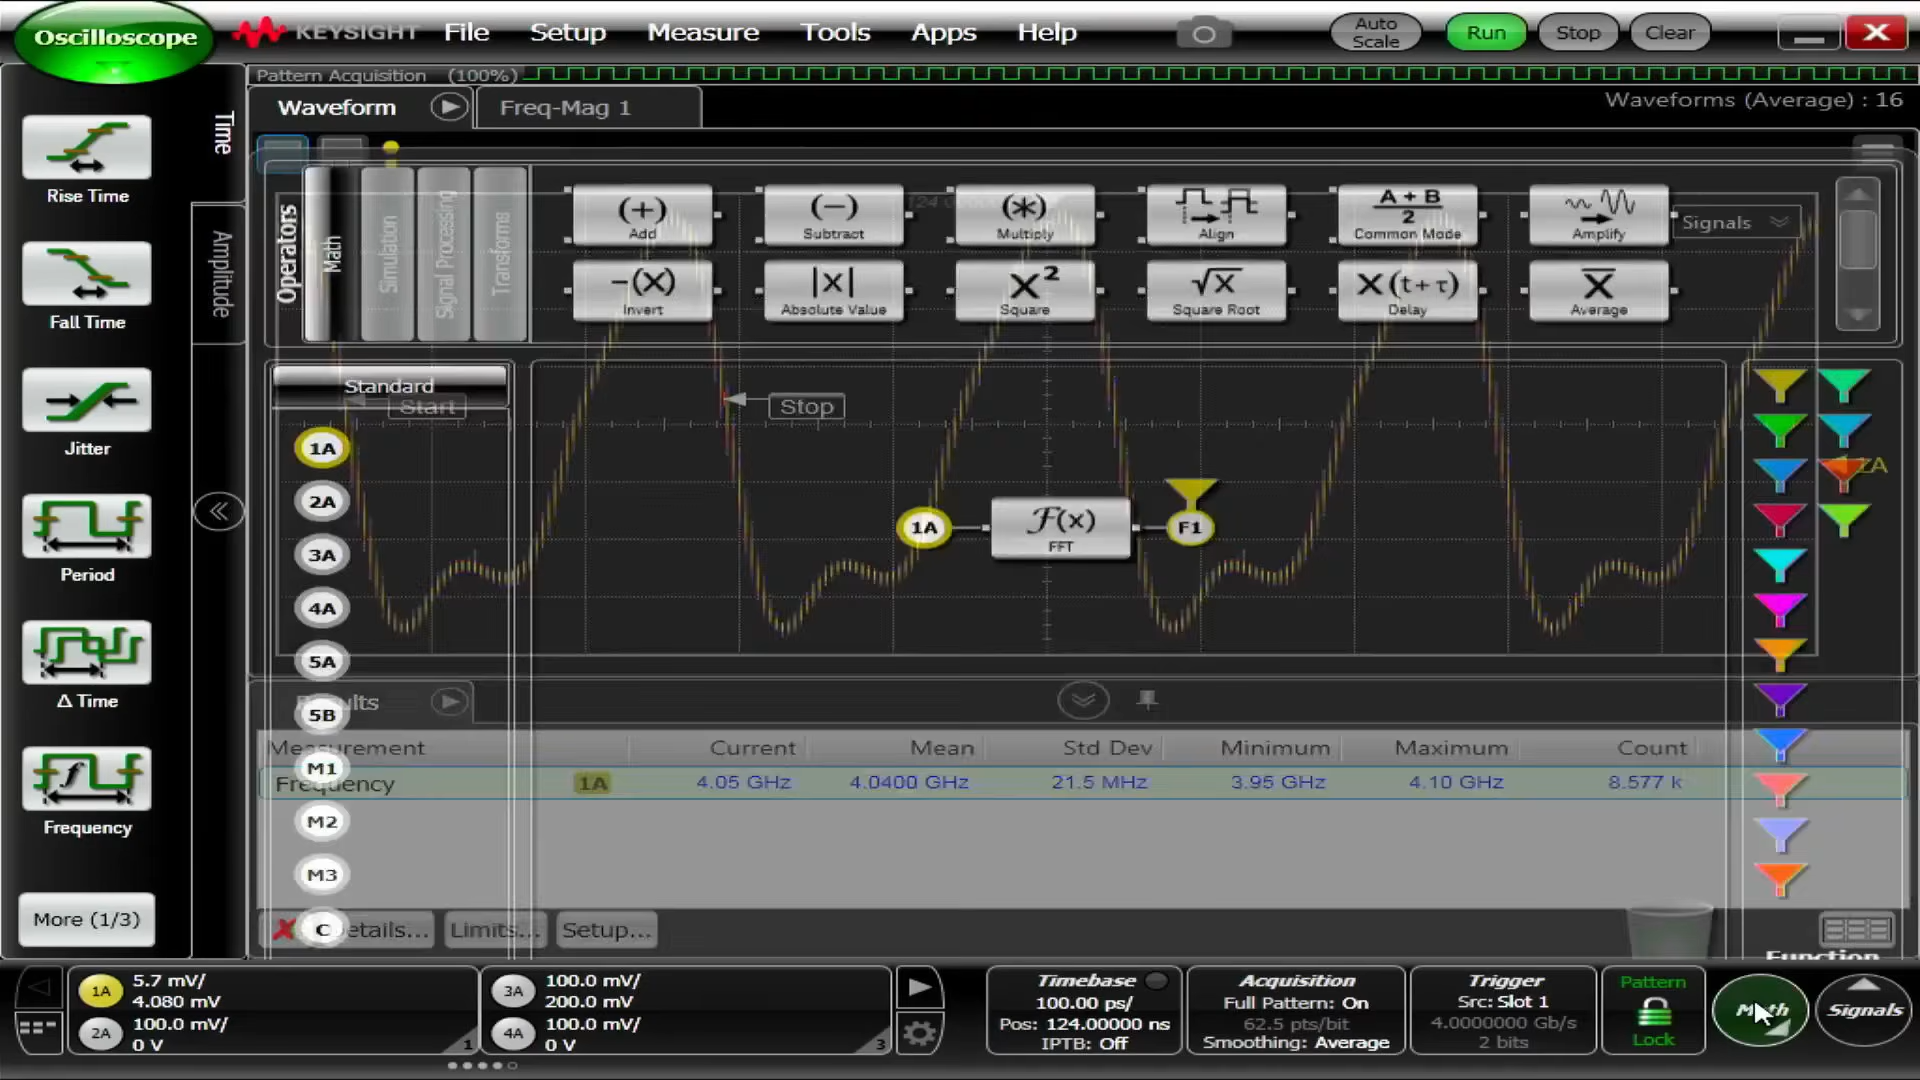 Oscilloscope
KEYSIGHT File Setup Measure Tools Apps Help
Auto Scale Run Stop Clear
Pattern Acquisition (100%)
Waveform Freq-Mag 1
Waveforms (Average) : 16
Time
Amplitude
Rise Time
Fall Time
Jitter
Period
Δ Time
Frequency
More (1/3)
Operators
Math
Simulation
Signal Processing
Transforms
(+) (−) (*) A + B
Add Subtract Multiply Align 2 Common Mode Amplify
Signals
−(X) |X| X² √X X(t+τ) X̅
Invert Absolute Value Square Square Root Delay Average
Standard
Start
Stop
1A
2A
3A
4A
5A
5B
M1
M2
M3
C
1A F(x) F1
FFT
Measurement Current Mean Std Dev Minimum Maximum Count
Frequency 1A 4.05 GHz 4.0400 GHz 21.5 MHz 3.95 GHz 4.10 GHz 8.577 k
Limits... Setup...
Function
1A 5.7 mV/
4.080 mV
2A 100.0 mV/
0 V
1
3A 100.0 mV/
200.0 mV
4A 100.0 mV/
0 V
3
Timebase
100.00 ps/
Pos: 124.00000 ns
IPTB: Off
Acquisition
Full Pattern: On
62.5 pts/bit
Smoothing: Average
Trigger
Src: Slot 1
4.0000000 Gb/s
2 bits
Pattern
Lock
Math
Signals